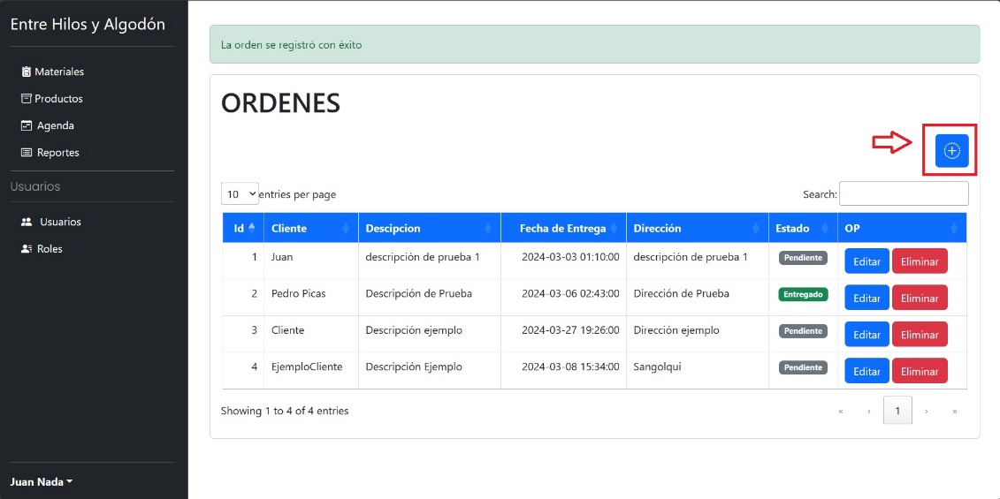 Entre Hilos y Algodón
Materiales
Productos
Agenda
Reportes
Usuarios
Usuarios
Roles
Juan Nada
La orden se registró con éxito
ORDENES
10 entries per page
Search:
Id Cliente Descipcion Fecha de Entrega Dirección Estado OP
1 Juan descripción de prueba 1 2024-03-03 01:10:00 descripción de prueba 1 Pendiente Editar Eliminar
2 Pedro Picas Descripción de Prueba 2024-03-06 02:43:00 Dirección de Prueba Entregado Editar Eliminar
3 Cliente Descripción ejemplo 2024-03-27 19:26:00 Dirección ejemplo Pendiente Editar Eliminar
4 EjemploCliente Descripción Ejemplo 2024-03-08 15:34:00 Sangolqui Pendiente Editar Eliminar
Showing 1 to 4 of 4 entries
« ‹ 1 › »